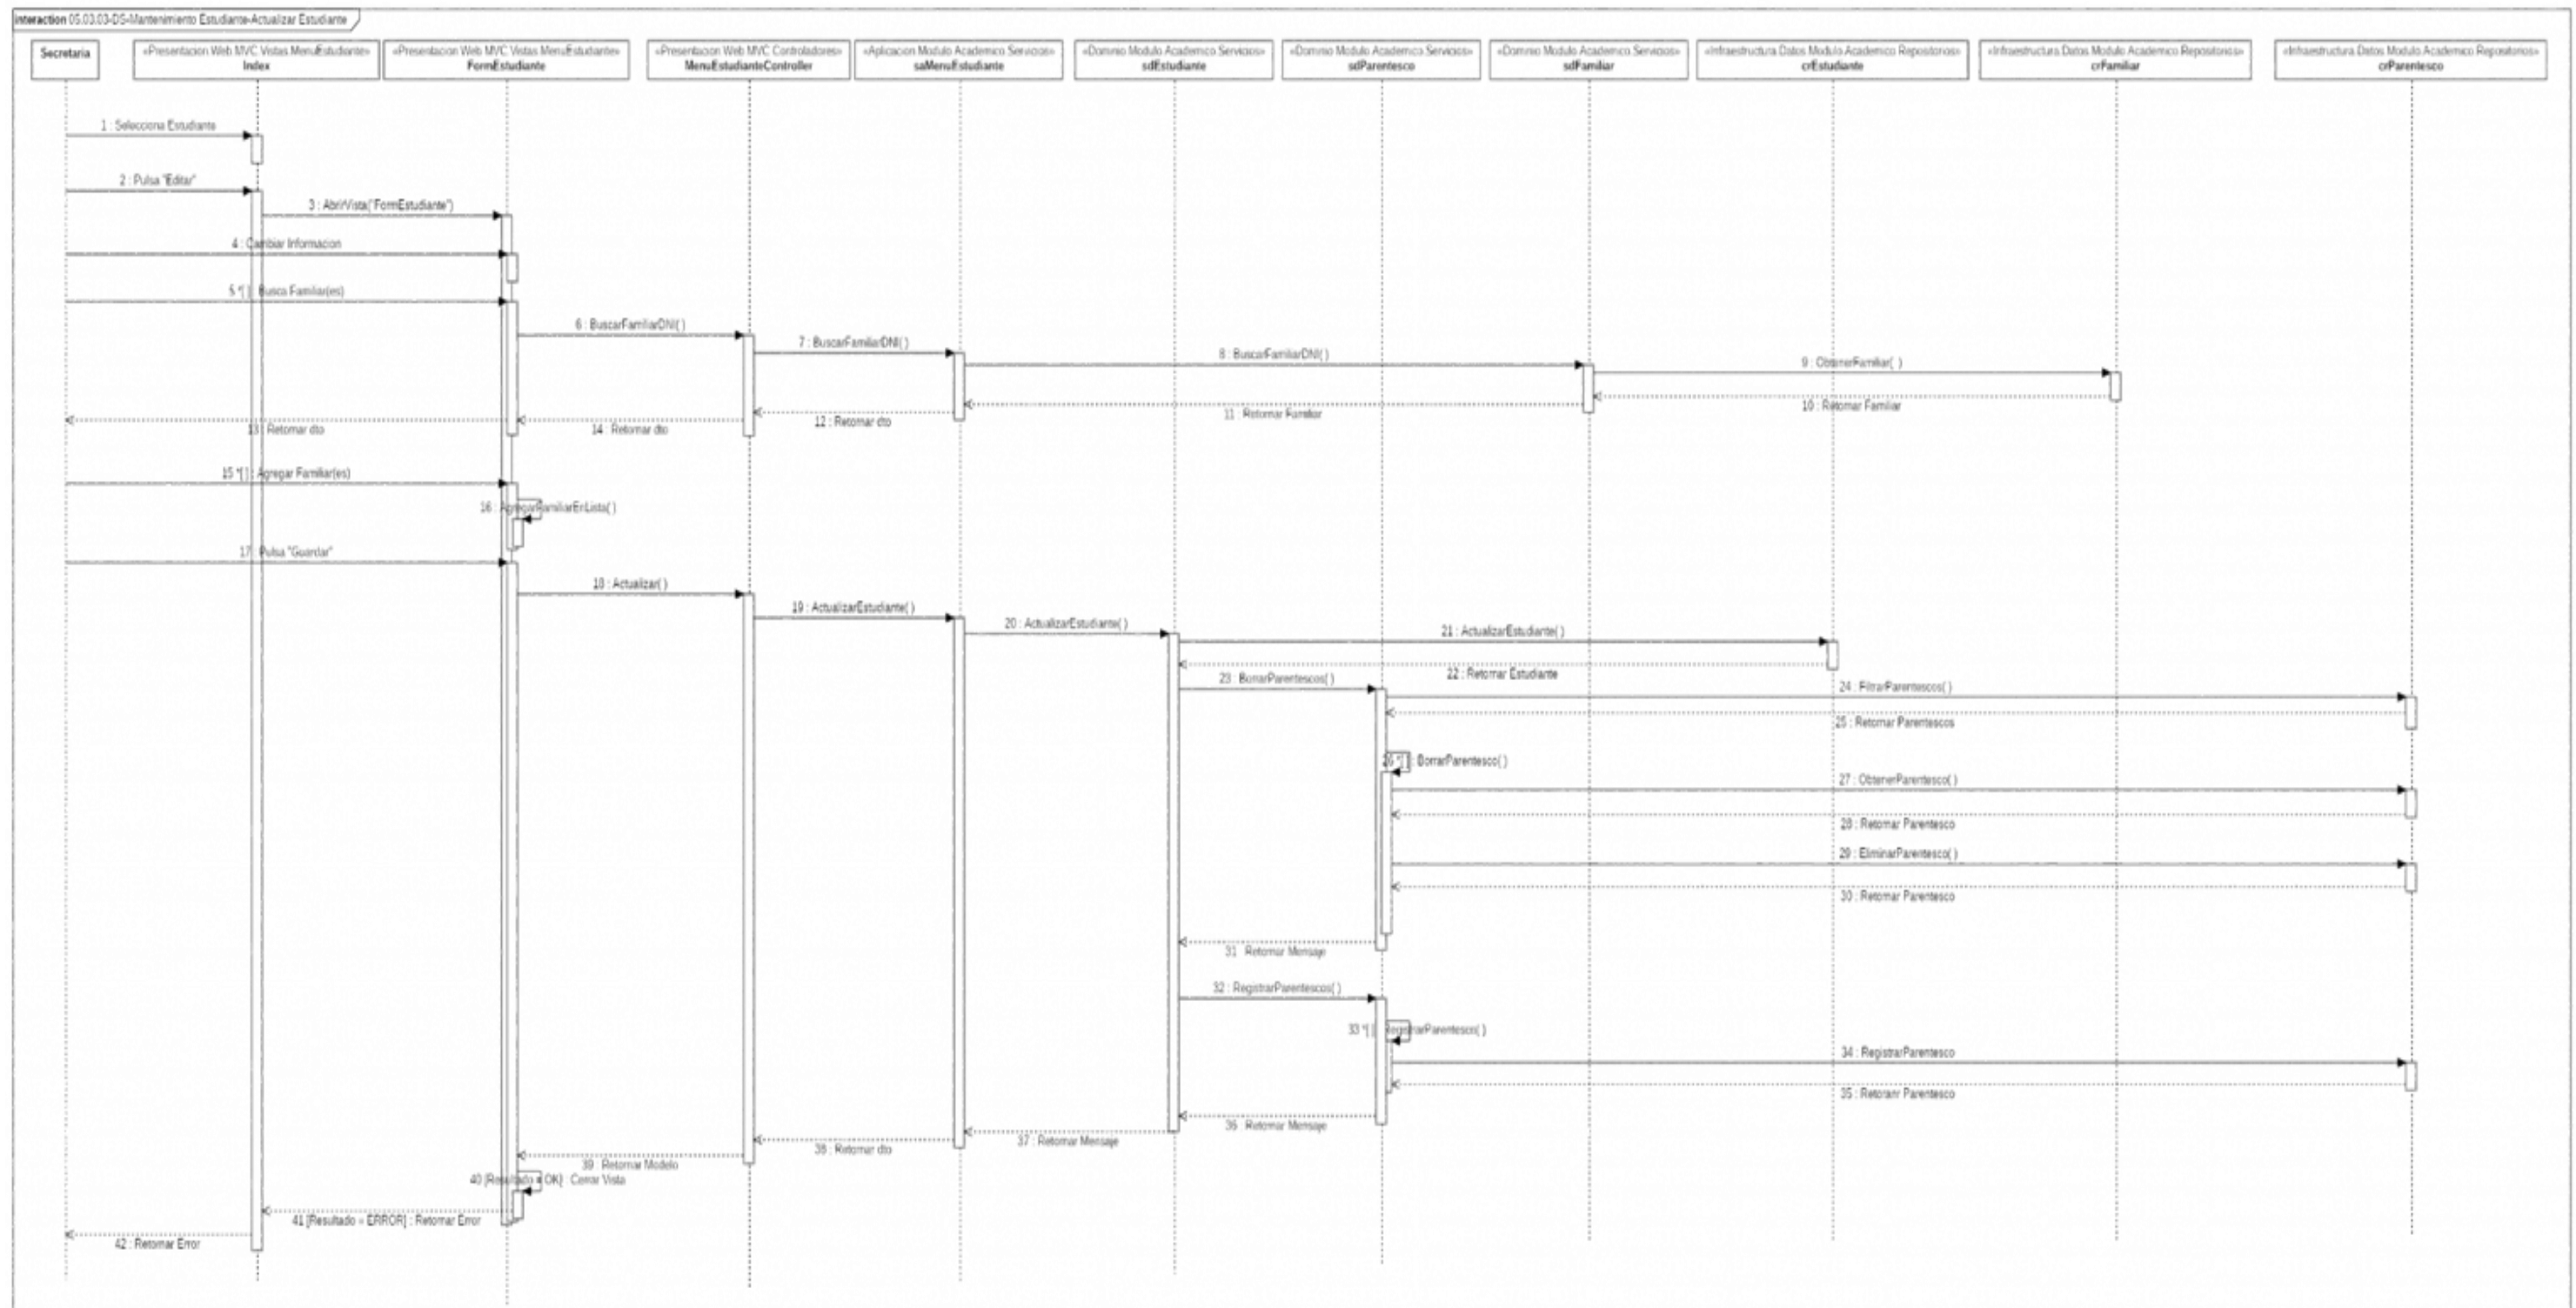 interaction 05.03.03-DS-Mantenimiento Estudiante-Actualizar Estudiante
Secretaria
«Presentacion Web MVC.Vistas.MenuEstudiante»
Index
«Presentacion Web MVC.Vistas.MenuEstudiante»
FormEstudiante
«Presentacion Web MVC Controladores»
MenuEstudianteController
«Aplicacion Modulo Academico Servicios»
saMenuEstudiante
«Dominio Modulo Academico Servicios»
sdEstudiante
«Dominio Modulo Academico Servicios»
sdParentesco
«Dominio Modulo Academico Servicios»
sdFamiliar
«Infraestructura Datos Modulo Academico Repositorios»
crEstudiante
«Infraestructura Datos Modulo Academico Repositorios»
crFamiliar
«Infraestructura Datos Modulo Academico Repositorios»
crParentesco
1 : Selecciona Estudiante
2 : Pulsa "Editar"
3 : AbrirVista("FormEstudiante")
4 : Cambiar Informacion
5 *[ ] : Busca Familiar(es)
6 : BuscarFamiliarDNI( )
7 : BuscarFamiliarDNI( )
8 : BuscarFamiliarDNI( )
9 : ObtenerFamiliar( )
10 : Retornar Familiar
11 : Retornar Familiar
12 : Retornar dto
13 : Retornar dto
14 : Retornar dto
15 *[ ] : Agregar Familiar(es)
16 : AgregarFamiliarEnLista( )
17 : Pulsa "Guardar"
18 : Actualizar( )
19 : ActualizarEstudiante( )
20 : ActualizarEstudiante( )
21 : ActualizarEstudiante( )
22 : Retornar Estudiante
23 : BorrarParentescos( )
24 : FiltrarParentescos( )
25 : Retornar Parentescos
26 *[ ] : BorrarParentesco( )
27 : ObtenerParentesco( )
28 : Retornar Parentesco
29 : EliminarParentesco( )
30 : Retornar Parentesco
31 : Retornar Mensaje
32 : RegistrarParentescos( )
33 *[ ] : RegistrarParentesco( )
34 : RegistrarParentesco
35 : Retoranr Parentesco
36 : Retornar Mensaje
37 : Retornar Mensaje
38 : Retornar dto
39 : Retornar Modelo
40 [Resultado = OK] : Cerrar Vista
41 [Resultado = ERROR] : Retornar Error
42 : Retornar Error